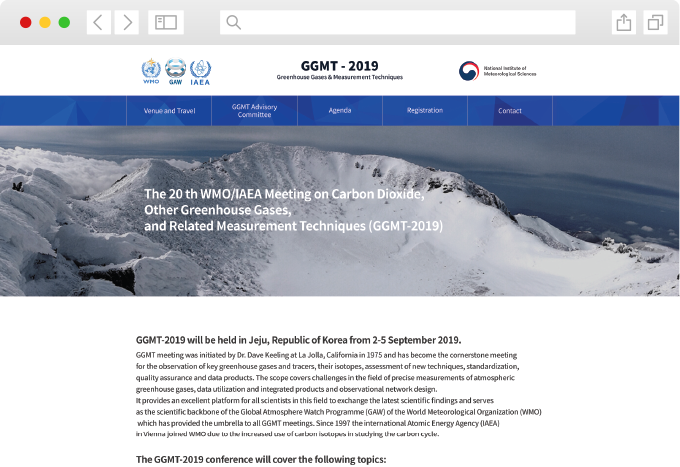 WMO
GAW
IAEA
GGMT - 2019
Greenhouse Gases & Measurement Techniques
National Institute of
Meteorological Sciences
Venue and Travel
GGMT Advisory
Committee
Agenda
Registration
Contact
The 20 th WMO/IAEA Meeting on Carbon Dioxide,
Other Greenhouse Gases,
and Related Measurement Techniques (GGMT-2019)
GGMT-2019 will be held in Jeju, Republic of Korea from 2-5 September 2019.
GGMT meeting was initiated by Dr. Dave Keeling at La Jolla, California in 1975 and has become the cornerstone meeting
for the observation of key greenhouse gases and tracers, their isotopes, assessment of new techniques, standardization,
quality assurance and data products. The scope covers challenges in the field of precise measurements of atmospheric
greenhouse gases, data utilization and integrated products and observational network design.
It provides an excellent platform for all scientists in this field to exchange the latest scientific findings and serves
as the scientific backbone of the Global Atmosphere Watch Programme (GAW) of the World Meteorological Organization (WMO)
which has provided the umbrella to all GGMT meetings. Since 1997 the international Atomic Energy Agency (IAEA)
in Vienna joined WMO due to the increased use of carbon isotopes in studying the carbon cycle.
The GGMT-2019 conference will cover the following topics: